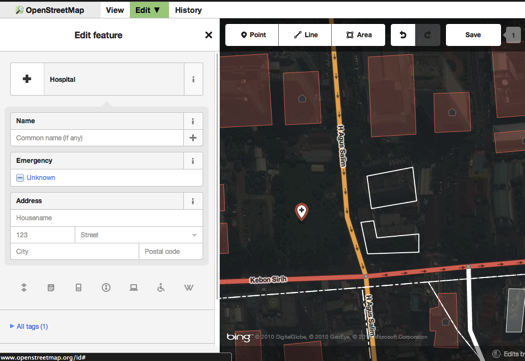 OpenStreetMap View Edit ▼ History
Edit feature
Point Line Area Save 1
Hospital
Name
Common name (if any)
Emergency
Unknown
Address
Housename
123 Street
City Postal code
All tags (1)
www.openstreetmap.org/id#
H Agus Salim
Kebon Sirih
H Agus Salim
bing
© 2010 DigitalGlobe, © 2010 GeoEye, © 2010 Microsoft Corporation
Edits b